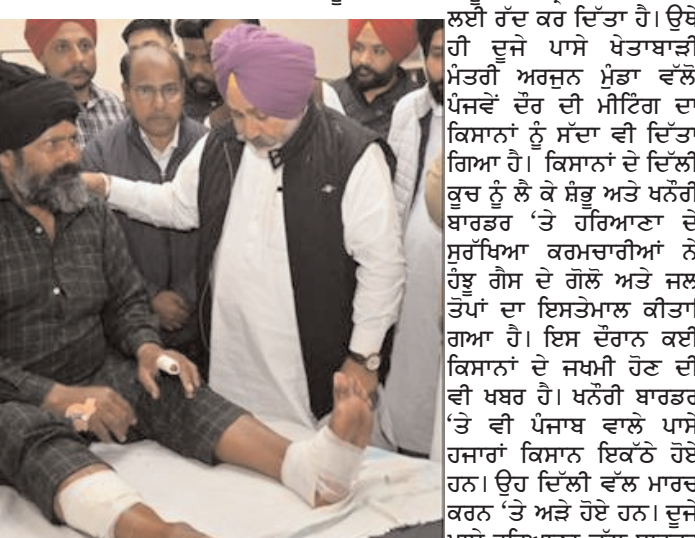 ਲਈ ਰੱਦ ਕਰ ਦਿੱਤਾ ਹੈ। ਉਥੇ
ਹੀ ਦੂਜੇ ਪਾਸੇ ਖੇਤਾਬਾੜੀ
ਮੰਤਰੀ ਅਰਜੁਨ ਮੁੰਡਾ ਵੱਲੋਂ
ਪੰਜਵੇਂ ਦੌਰ ਦੀ ਮੀਟਿੰਗ ਦਾ
ਕਿਸਾਨਾਂ ਨੂੰ ਸੱਦਾ ਵੀ ਦਿੱਤਾ
ਗਿਆ ਹੈ। ਕਿਸਾਨਾਂ ਦੇ ਦਿੱਲੀ
ਕੂਚ ਨੂੰ ਲੈ ਕੇ ਸ਼ੰਭੂ ਅਤੇ ਖਨੌਰੀ
ਬਾਰਡਰ ‘ਤੇ ਹਰਿਆਣਾ ਦੇ
ਸੁਰੱਖਿਆ ਕਰਮਚਾਰੀਆਂ ਨੇ
ਹੰਝੂ ਗੈਸ ਦੇ ਗੋਲੇ ਅਤੇ ਜਲ
ਤੋਪਾਂ ਦਾ ਇਸਤੇਮਾਲ ਕੀਤਾ
ਗਿਆ ਹੈ। ਇਸ ਦੌਰਾਨ ਕਈ
ਕਿਸਾਨਾਂ ਦੇ ਜਖਮੀ ਹੋਣ ਦੀ
ਵੀ ਖਬਰ ਹੈ। ਖਨੌਰੀ ਬਾਰਡਰ
‘ਤੇ ਵੀ ਪੰਜਾਬ ਵਾਲੇ ਪਾਸੇ
ਹਜਾਰਾਂ ਕਿਸਾਨ ਇਕੱਠੇ ਹੋਏ
ਹਨ। ਉਹ ਦਿੱਲੀ ਵੱਲ ਮਾਰਚ
ਕਰਨ ‘ਤੇ ਅੜੇ ਹੋਏ ਹਨ। ਦੂਜੇ